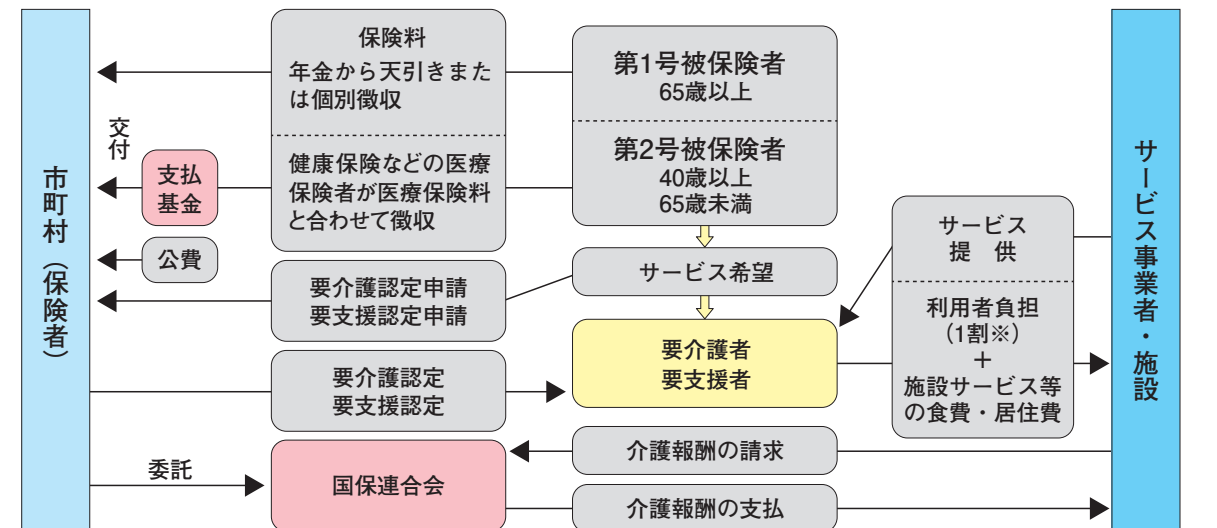 市町村（保険者）
保険料
年金から天引きまた
は個別徴収
健康保険などの医療
保険者が医療保険料
と合わせて徴収
第1号被保険者
65歳以上
第2号被保険者
40歳以上
65歳未満
交付
支払
基金
公費
サービス希望
要介護認定申請
要支援認定申請
要介護者
要支援者
要介護認定
要支援認定
サービス
提　供
利用者負担
（1割※）
＋
施設サービス等
の食費・居住費
委託
国保連合会
介護報酬の請求
介護報酬の支払
サービス事業者・施設